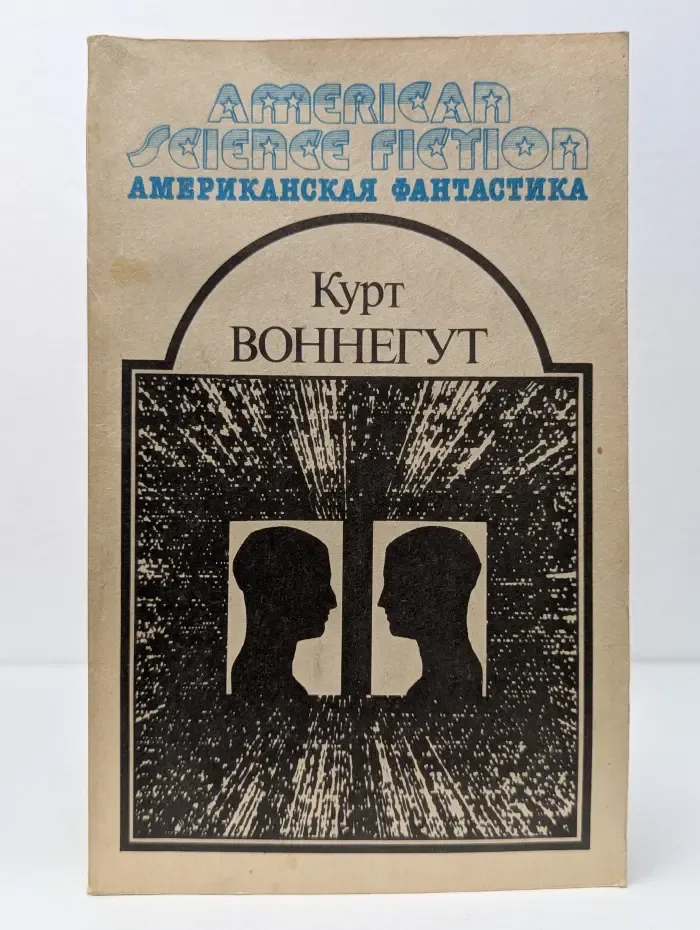 AMERICAN
SCIENCE FICTION
АМЕРИКАНСКАЯ ФАНТАСТИКА
Курт
ВОННЕГУТ